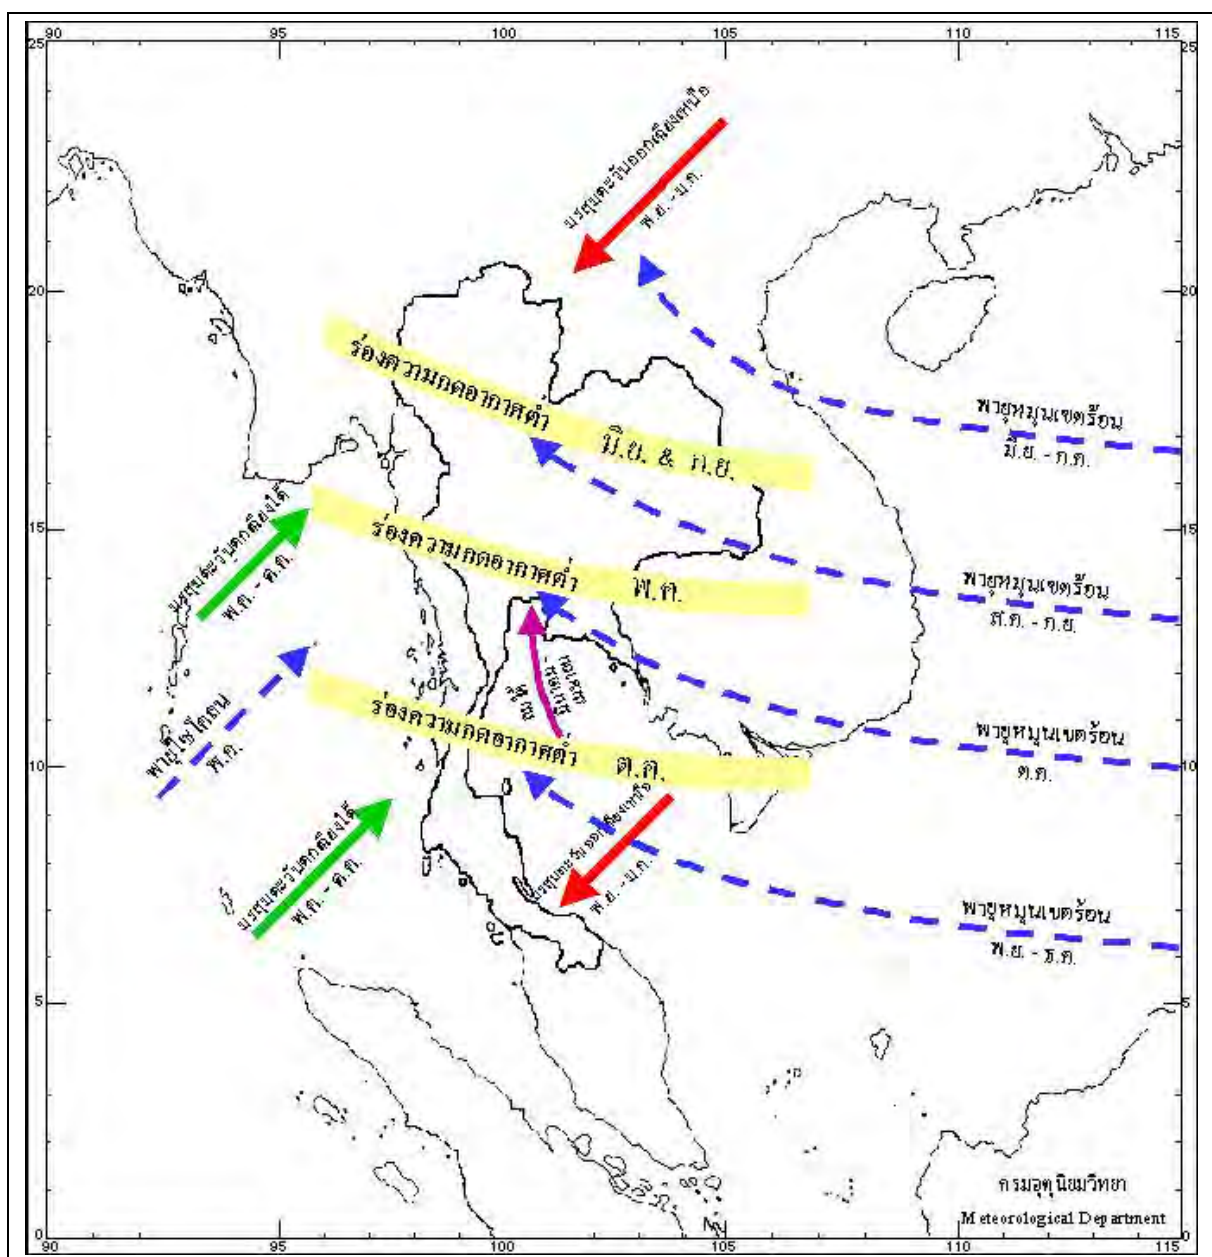 90 95 100 105 110 115
25 25
มรสุมตะวันออกเฉียงเหนือ
พ.ย. - ม.ค.
20 20
ร่องความกดอากาศต่ำ มิ.ย. & ก.ย.
พายุหมุนเขตร้อน
มิ.ย. - ก.ค.
มรสุมตะวันตกเฉียงใต้
พ.ค. - ต.ค.
15 15
ร่องความกดอากาศต่ำ พ.ค.
พายุหมุนเขตร้อน
ส.ค. - ก.ย.
พายุไซโคลน
พ.ค.
ร่องความกดอากาศต่ำ ต.ค.
พายุหมุนเขตร้อน
ต.ค.
10 10
มรสุมตะวันตกเฉียงใต้
พ.ค. - ต.ค.
มรสุมตะวันออกเฉียงเหนือ
พ.ย. - ม.ค.
พายุหมุนเขตร้อน
พ.ย. - ธ.ค.
5 5
กรมอุตุนิยมวิทยา
Meteorological Department
0 0
90 95 100 105 110 115